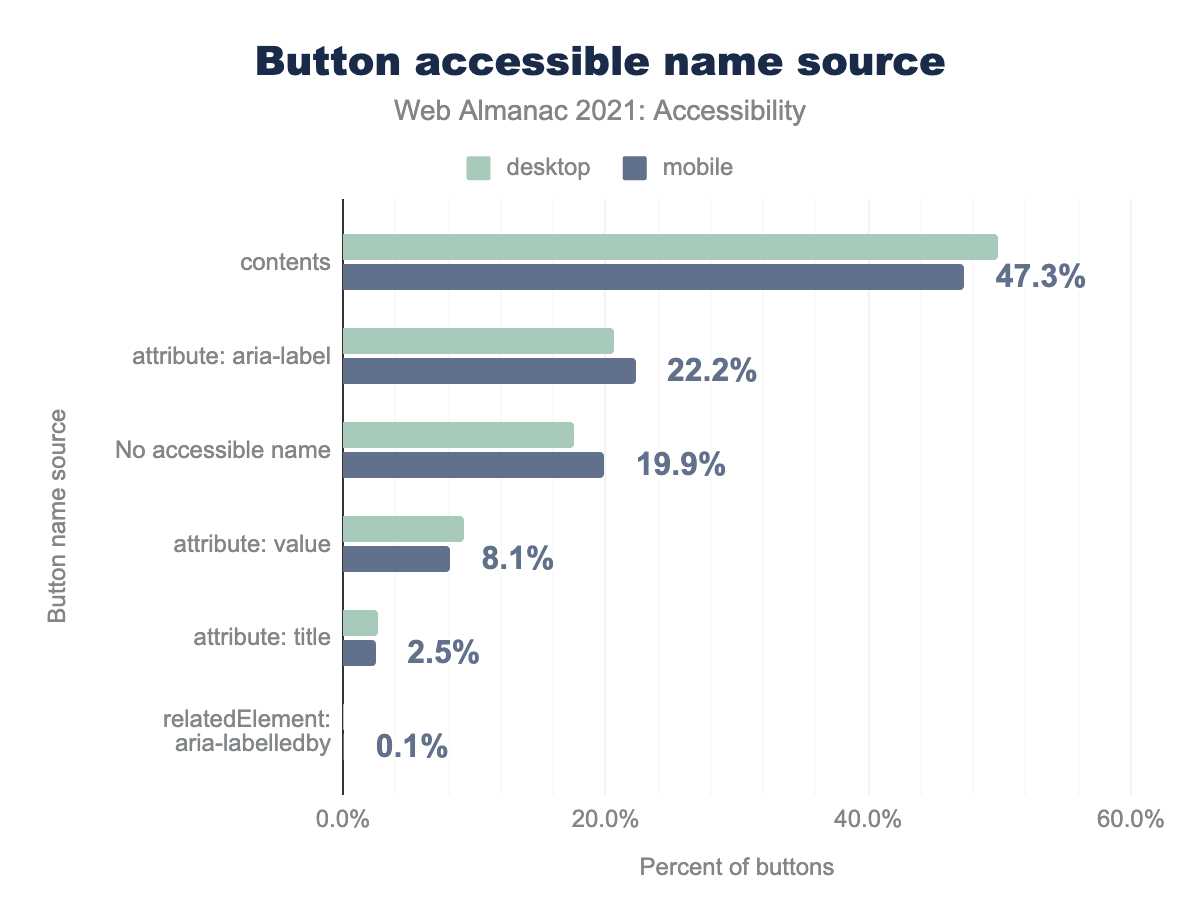 Button accessible name source
Web Almanac 2021: Accessibility
desktop
mobile
contents
47.3%
attribute: aria-label
22.2%
No accessible name
19.9%
attribute: value
8.1%
attribute: title
2.5%
relatedElement:
aria-labelledby
0.1%
Button name source
0.0%
20.0%
40.0%
60.0%
Percent of buttons